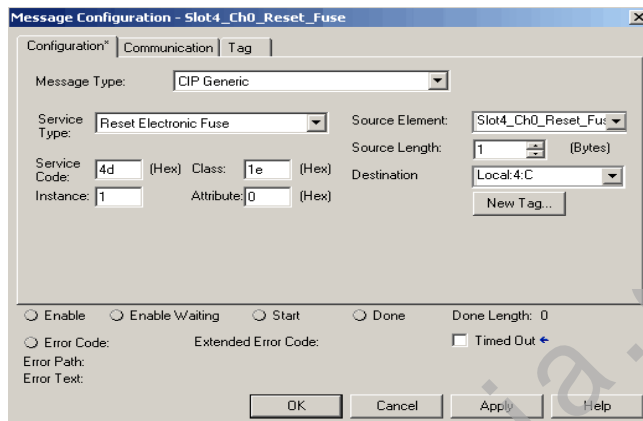 Message Configuration - Slot4_Ch0_Reset_Fuse
Configuration* Communication Tag
Message Type: CIP Generic
Service Type: Reset Electronic Fuse
Source Element: Slot4_Ch0_Reset_Fus
Source Length: 1 (Bytes)
Service Code: 4d (Hex) Class: 1e (Hex)
Destination Local:4:C
Instance: 1 Attribute: 0 (Hex)
New Tag...
Enable Enable Waiting Start Done Done Length: 0
Error Code: Extended Error Code: Timed Out
Error Path:
Error Text:
OK Cancel Apply Help